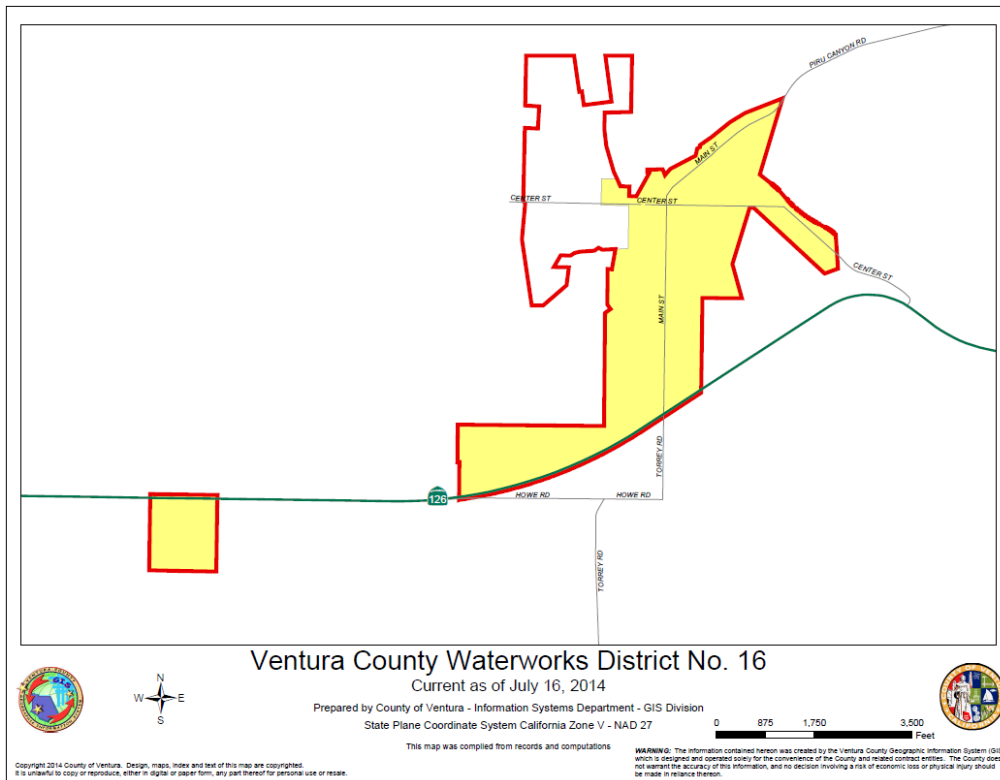 PIRU CANYON RD
MAIN ST
CENTER ST
CENTER ST
CENTER ST
MAIN ST
TORREY RD
126
HOWE RD
HOWE RD
TORREY RD
Ventura County Waterworks District No. 16
Current as of July 16, 2014
Prepared by County of Ventura - Information Systems Department - GIS Division
State Plane Coordinate System California Zone V - NAD 27
This map was compiled from records and computations
N
W E
S
GIS
0 875 1,750 3,500
Feet
WARNING: The information contained hereon was created by the Ventura County Geographic Information System (GIS
which is designed and operated solely for the convenience of the County and related contract entities. The County does
not warrant the accuracy of this information, and no decision involving a risk of economic loss or physical injury should
be made in reliance thereon.
Copyright 2014 County of Ventura. Design, maps, index and text of this map are copyrighted.
It is unlawful to copy or reproduce, either in digital or paper form, any part thereof for personal use or resale.